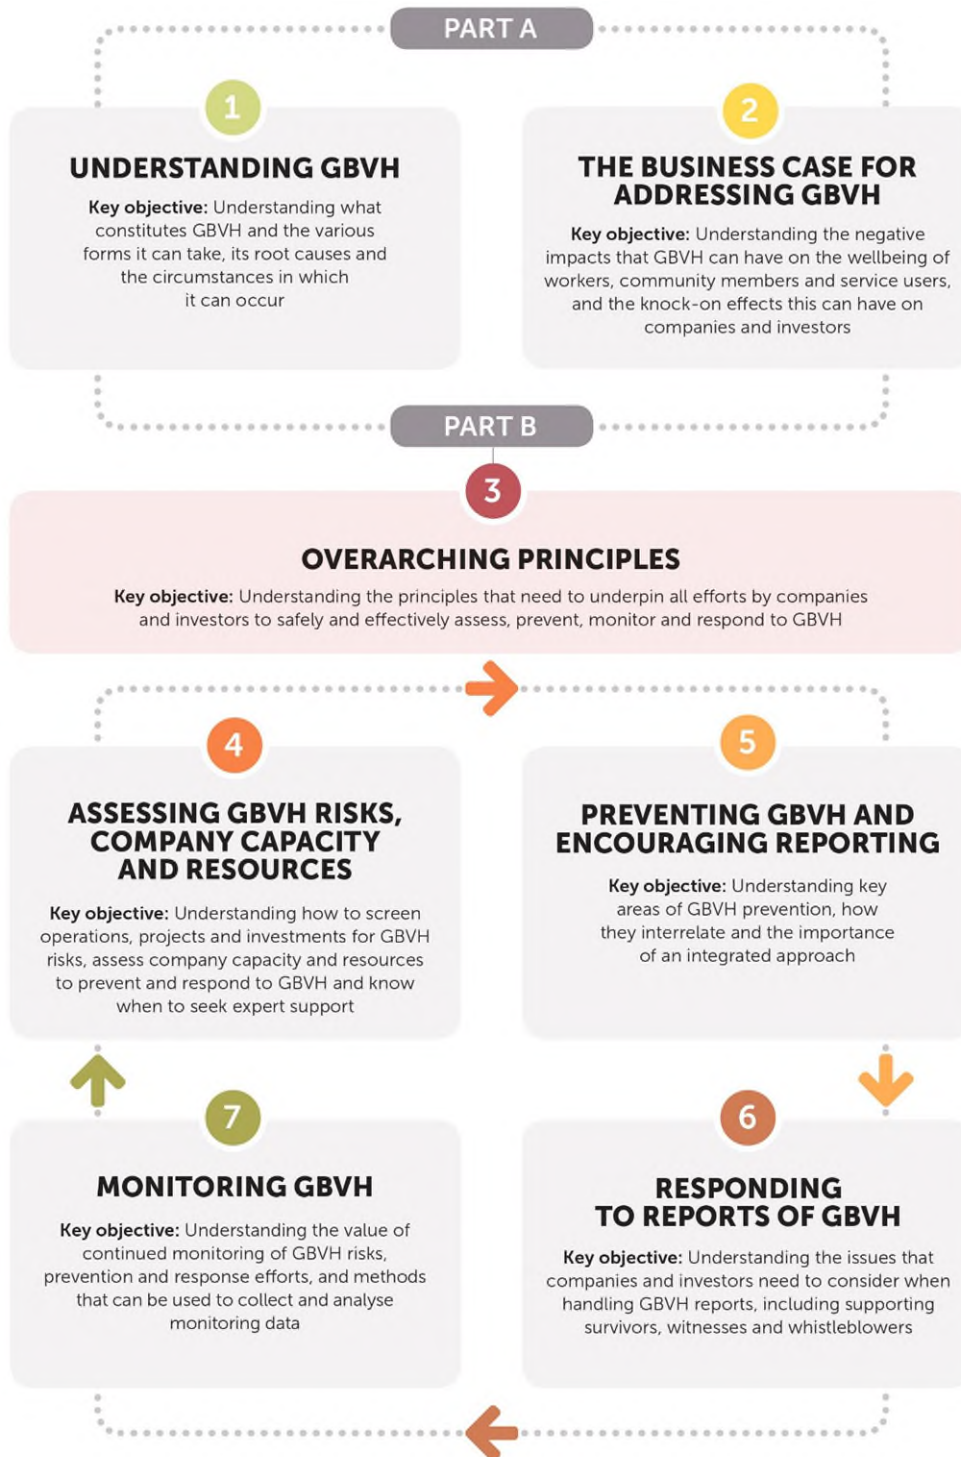 PART A
1
UNDERSTANDING GBVH
Key objective: Understanding what
constitutes GBVH and the various
forms it can take, its root causes and
the circumstances in which
it can occur
2
THE BUSINESS CASE FOR
ADDRESSING GBVH
Key objective: Understanding the negative
impacts that GBVH can have on the wellbeing of
workers, community members and service users,
and the knock-on effects this can have on
companies and investors
PART B
3
OVERARCHING PRINCIPLES
Key objective: Understanding the principles that need to underpin all efforts by companies
and investors to safely and effectively assess, prevent, monitor and respond to GBVH
4
ASSESSING GBVH RISKS,
COMPANY CAPACITY
AND RESOURCES
Key objective: Understanding how to screen
operations, projects and investments for GBVH
risks, assess company capacity and resources
to prevent and respond to GBVH and know
when to seek expert support
5
PREVENTING GBVH AND
ENCOURAGING REPORTING
Key objective: Understanding key
areas of GBVH prevention, how
they interrelate and the importance
of an integrated approach
6
RESPONDING
TO REPORTS OF GBVH
Key objective: Understanding the issues that
companies and investors need to consider when
handling GBVH reports, including supporting
survivors, witnesses and whistleblowers
7
MONITORING GBVH
Key objective: Understanding the value of
continued monitoring of GBVH risks,
prevention and response efforts, and methods
that can be used to collect and analyse
monitoring data